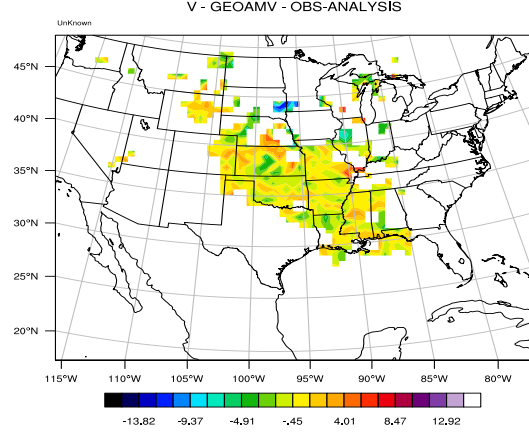 V - GEOAMV - OBS-ANALYSIS
UnKnown
45°N
40°N
35°N
30°N
25°N
20°N
115°W 110°W 105°W 100°W 95°W 90°W 85°W 80°W
-13.82 -9.37 -4.91 -.45 4.01 8.47 12.92